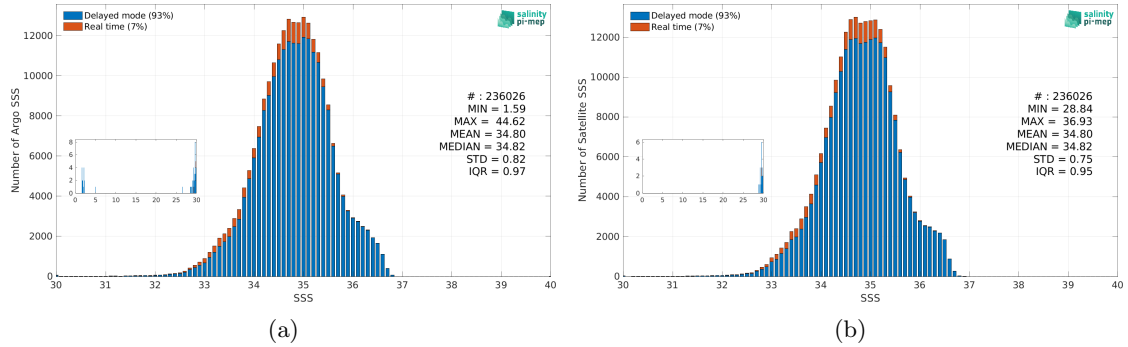 Delayed mode (93%)
Real time (7%)
salinity
pi-mep
12000
10000
8000
6000
4000
2000
0
Number of Argo SSS
# : 236026
MIN = 1.59
MAX = 44.62
MEAN = 34.80
MEDIAN = 34.82
STD = 0.82
IQR = 0.97
8
6
4
2
0
0 5 10 15 20 25 30
30 31 32 33 34 35 36 37 38 39 40
SSS
(a)
Delayed mode (93%)
Real time (7%)
salinity
pi-mep
12000
10000
8000
6000
4000
2000
0
Number of Satellite SSS
# : 236026
MIN = 28.84
MAX = 36.93
MEAN = 34.80
MEDIAN = 34.82
STD = 0.75
IQR = 0.95
6
4
2
0
0 5 10 15 20 25 30
30 31 32 33 34 35 36 37 38 39 40
SSS
(b)